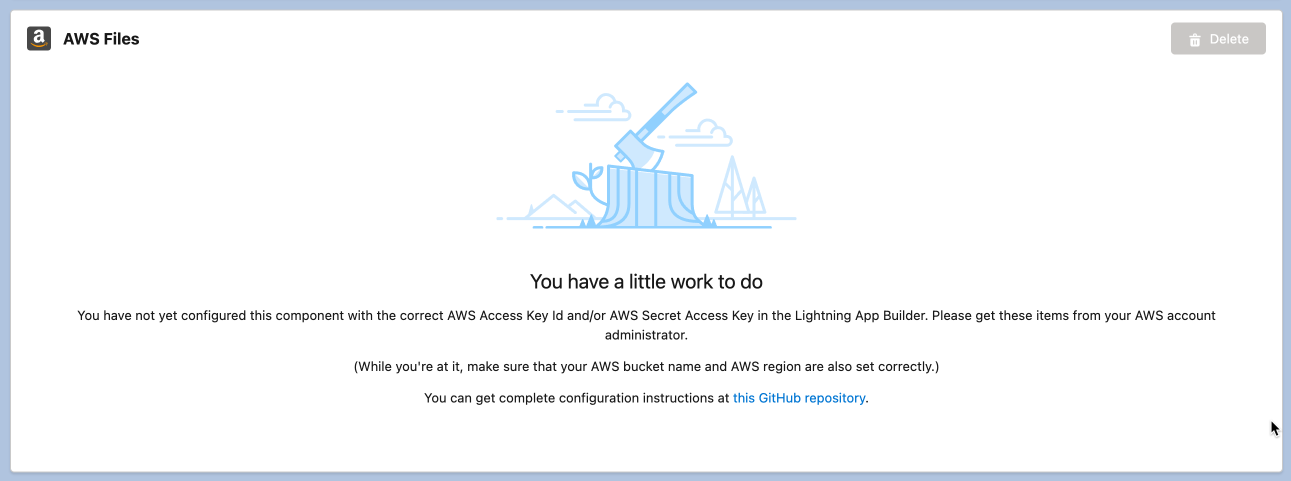 AWS Files
Delete
You have a little work to do
You have not yet configured this component with the correct AWS Access Key Id and/or AWS Secret Access Key in the Lightning App Builder. Please get these items from your AWS account
administrator.
(While you're at it, make sure that your AWS bucket name and AWS region are also set correctly.)
You can get complete configuration instructions at this GitHub repository.